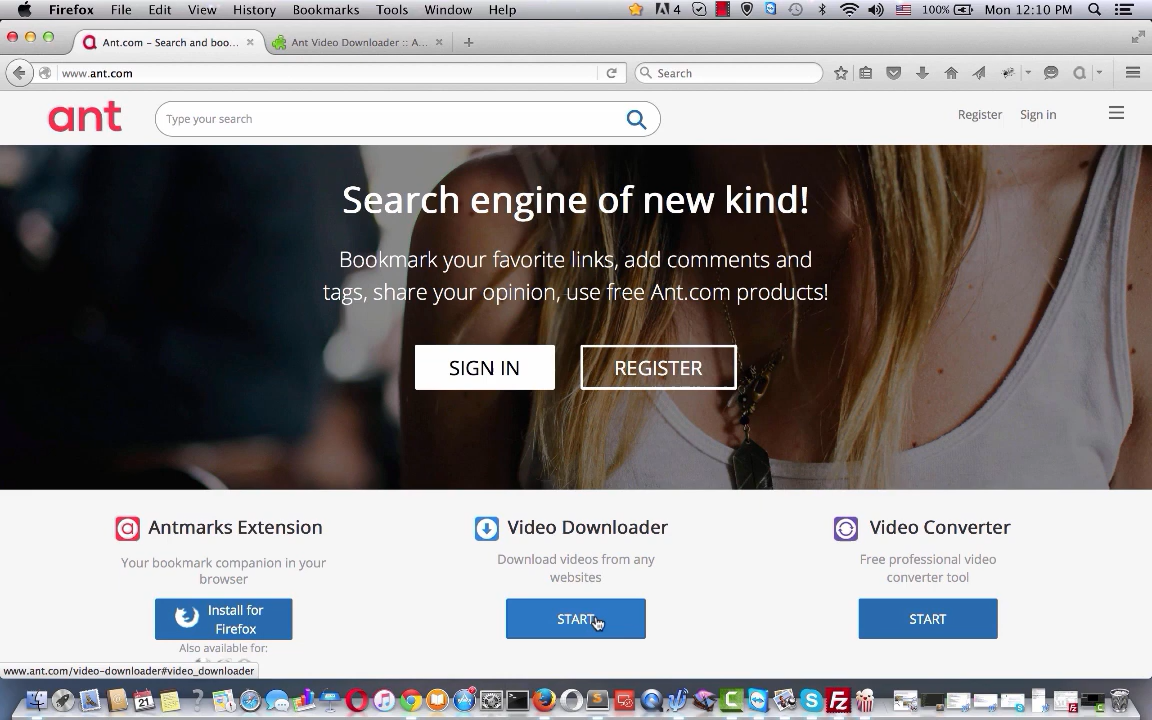 Firefox File Edit View History Bookmarks Tools Window Help 4 100% Mon 12:10 PM
Ant.com – Search and boo... Ant Video Downloader :: A...
www.ant.com Search
ant Type your search Register Sign in
Search engine of new kind!
Bookmark your favorite links, add comments and
tags, share your opinion, use free Ant.com products!
SIGN IN REGISTER
Antmarks Extension
Your bookmark companion in your
browser
Install for
Firefox
Also available for:
Video Downloader
Download videos from any
websites
START
Video Converter
Free professional video
converter tool
START
www.ant.com/video-downloader#video_downloader
21